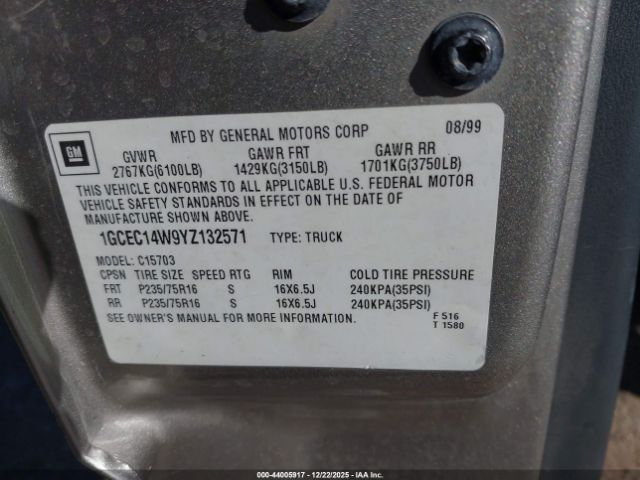 GM
MFD BY GENERAL MOTORS CORP 08/99
GVWR GAWR FRT GAWR RR
2767KG(6100LB) 1429KG(3150LB) 1701KG(3750LB)
THIS VEHICLE CONFORMS TO ALL APPLICABLE U.S. FEDERAL MOTOR
VEHICLE SAFETY STANDARDS IN EFFECT ON THE DATE OF
MANUFACTURE SHOWN ABOVE.
1GCEC14W9YZ132571 TYPE: TRUCK
MODEL: C15703
CPSN TIRE SIZE SPEED RTG RIM COLD TIRE PRESSURE
FRT P235/75R16 S 16X6.5J 240KPA(35PSI)
RR P235/75R16 S 16X6.5J 240KPA(35PSI)
SEE OWNER'S MANUAL FOR MORE INFORMATION.
F 516
T 1580
000-44005917 - 12/22/2025 - IAAI.com